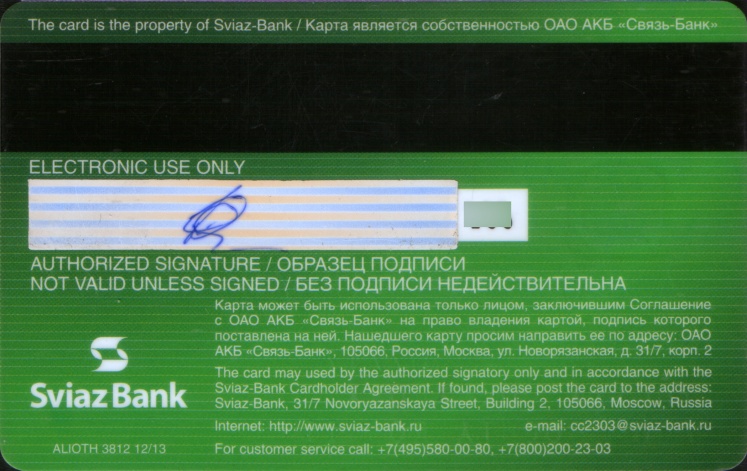 The card is the property of Sviaz-Bank / Карта является собственностью ОАО АКБ «Связь-Банк»
ELECTRONIC USE ONLY
AUTHORIZED SIGNATURE / ОБРАЗЕЦ ПОДПИСИ
NOT VALID UNLESS SIGNED / БЕЗ ПОДПИСИ НЕДЕЙСТВИТЕЛЬНА
Карта может быть использована только лицом, заключившим Соглашение
с ОАО АКБ «Связь-Банк» на право владения картой, подпись которого
поставлена на ней. Нашедшего карту просим направить ее по адресу: ОАО
АКБ «Связь-Банк», 105066, Россия, Москва, ул. Новорязанская, д. 31/7, корп. 2
The card may used by the authorized signatory only and in accordance with the
Sviaz-Bank Cardholder Agreement. If found, please post the card to the address:
Sviaz-Bank, 31/7 Novoryazanskaya Street, Building 2, 105066, Moscow, Russia
Internet: http://www.sviaz-bank.ru e-mail: cc2303@sviaz-bank.ru
For customer service call: +7(495)580-00-80, +7(800)200-23-03
Sviaz Bank
ALIOTH 3812 12/13